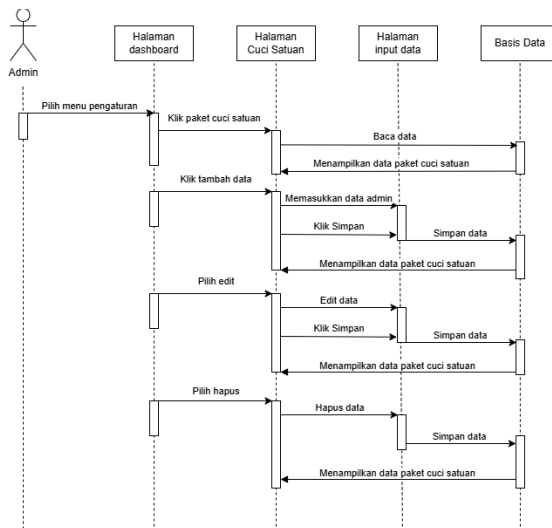 Halaman
dashboard
Halaman
Cuci Satuan
Halaman
input data
Basis Data
Admin
Pilih menu pengaturan
Klik paket cuci satuan
Baca data
Menampilkan data paket cuci satuan
Klik tambah data
Memasukkan data admin
Klik Simpan
Simpan data
Menampilkan data paket cuci satuan
Pilih edit
Edit data
Klik Simpan
Simpan data
Menampilkan data paket cuci satuan
Pilih hapus
Hapus data
Simpan data
Menampilkan data paket cuci satuan